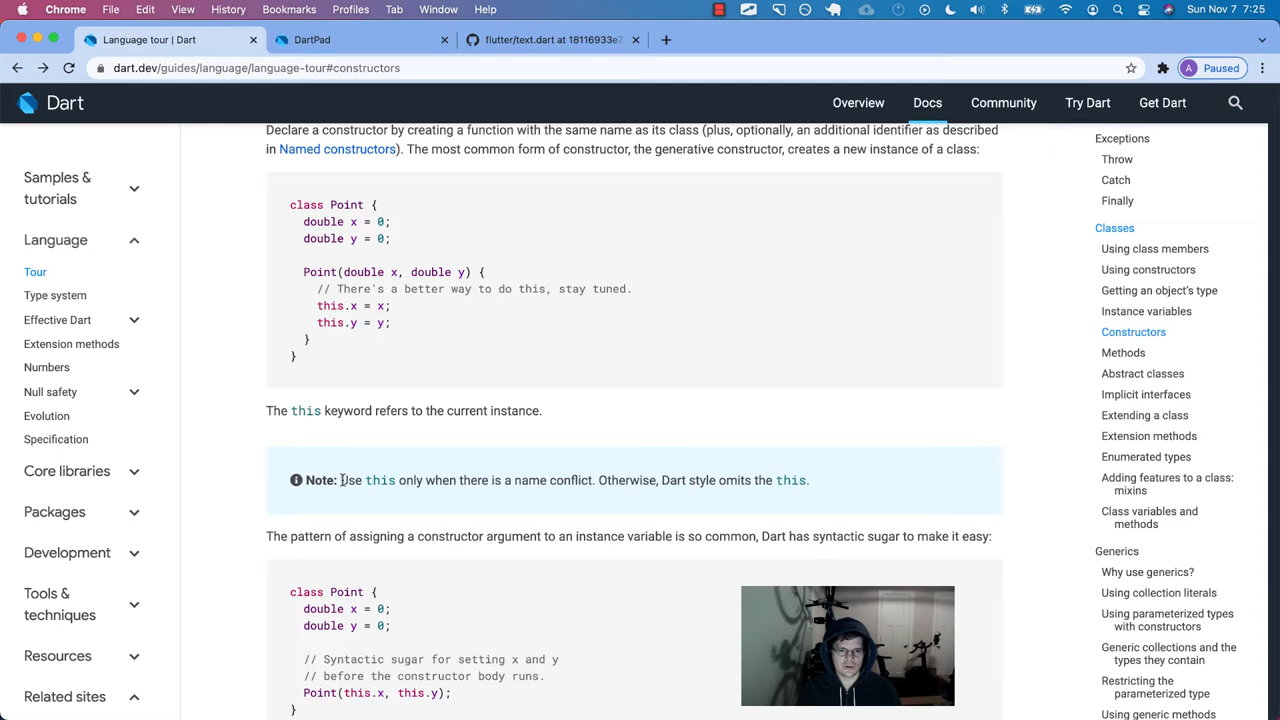 Chrome File Edit View History Bookmarks Profiles Tab Window Help Sun Nov 7 7:25
Language tour | Dart DartPad flutter/text.dart at 18116933e7
dart.dev/guides/language/language-tour#constructors A Paused
Dart Overview Docs Community Try Dart Get Dart
Samples &
tutorials
Language
Tour
Type system
Effective Dart
Extension methods
Numbers
Null safety
Evolution
Specification
Core libraries
Packages
Development
Tools &
techniques
Resources
Related sites
Declare a constructor by creating a function with the same name as its class (plus, optionally, an additional identifier as described
in Named constructors). The most common form of constructor, the generative constructor, creates a new instance of a class:
class Point {
double x = 0;
double y = 0;
Point(double x, double y) {
// There's a better way to do this, stay tuned.
this.x = x;
this.y = y;
}
}
The this keyword refers to the current instance.
Note: Use this only when there is a name conflict. Otherwise, Dart style omits the this.
The pattern of assigning a constructor argument to an instance variable is so common, Dart has syntactic sugar to make it easy:
class Point {
double x = 0;
double y = 0;
// Syntactic sugar for setting x and y
// before the constructor body runs.
Point(this.x, this.y);
}
Exceptions
Throw
Catch
Finally
Classes
Using class members
Using constructors
Getting an object's type
Instance variables
Constructors
Methods
Abstract classes
Implicit interfaces
Extending a class
Extension methods
Enumerated types
Adding features to a class:
mixins
Class variables and
methods
Generics
Why use generics?
Using collection literals
Using parameterized types
with constructors
Generic collections and the
types they contain
Restricting the
parameterized type
Using generic methods